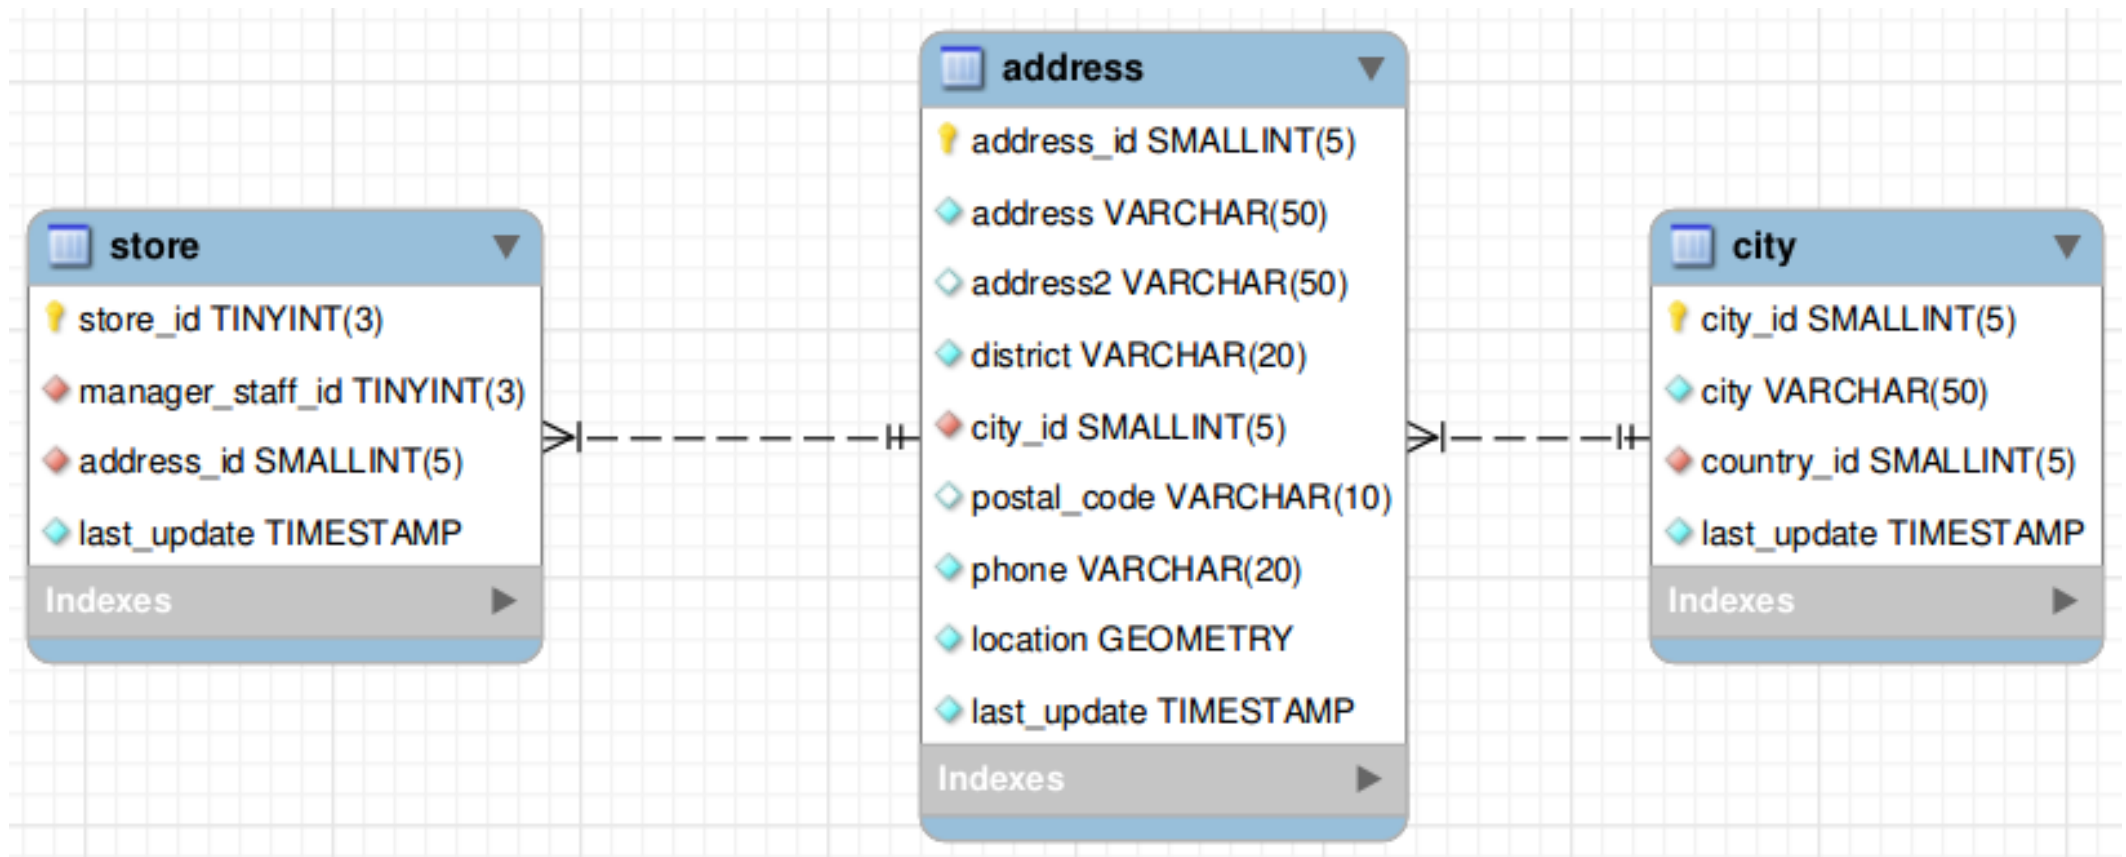 store
store_id TINYINT(3)
manager_staff_id TINYINT(3)
address_id SMALLINT(5)
last_update TIMESTAMP
Indexes
address
address_id SMALLINT(5)
address VARCHAR(50)
address2 VARCHAR(50)
district VARCHAR(20)
city_id SMALLINT(5)
postal_code VARCHAR(10)
phone VARCHAR(20)
location GEOMETRY
last_update TIMESTAMP
Indexes
city
city_id SMALLINT(5)
city VARCHAR(50)
country_id SMALLINT(5)
last_update TIMESTAMP
Indexes